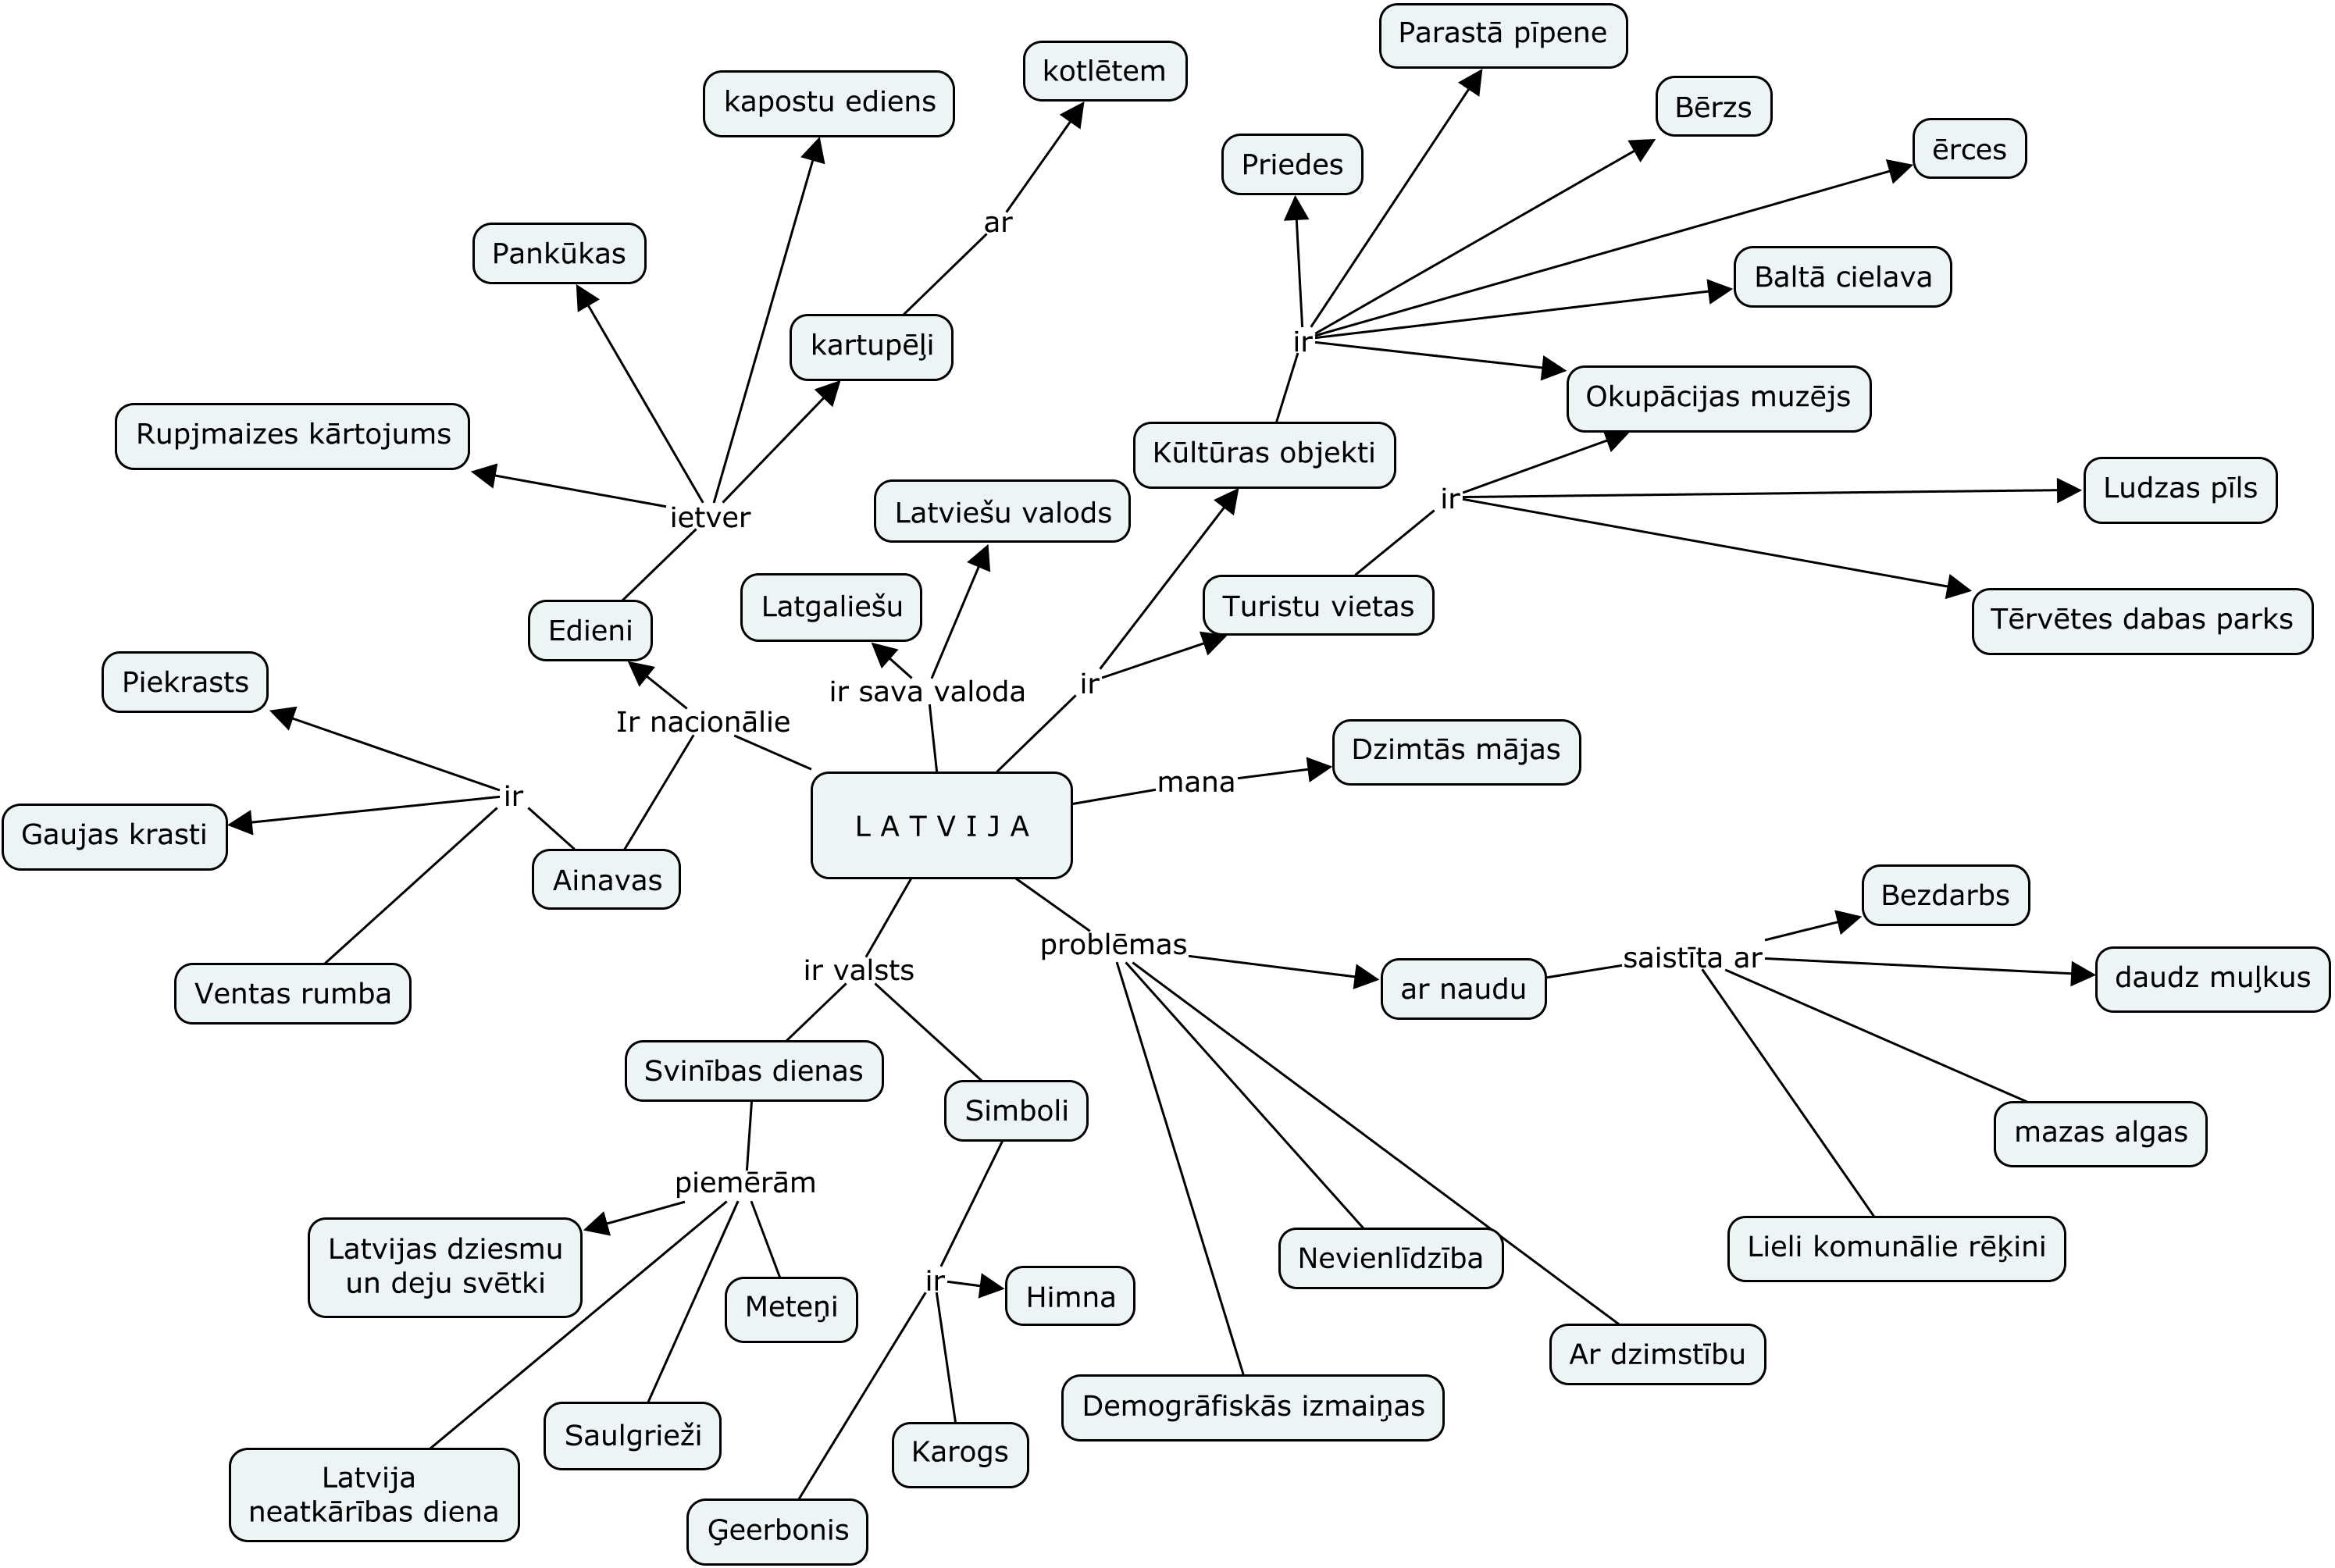 Parastā pīpene
kotlētem
kapostu ediens
Bērzs
ērces
Priedes
ar
Pankūkas
Baltā cielava
kartupēļi
ir
Okupācijas muzējs
Rupjmaizes kārtojums
Kūltūras objekti
Ludzas pīls
ir
Latviešu valods
ietver
Latgaliešu
Turistu vietas
Tērvētes dabas parks
Edieni
Piekrasts
ir sava valoda
ir
Ir nacionālie
Dzimtās mājas
mana
ir
L A T V I J A
Gaujas krasti
Ainavas
Bezdarbs
problēmas
saistīta ar
ir valsts
daudz muļkus
ar naudu
Ventas rumba
Svinības dienas
Simboli
mazas algas
piemērām
Latvijas dziesmu
un deju svētki
Nevienlīdzība
Lieli komunālie rēķini
ir
Himna
Meteņi
Ar dzimstību
Demogrāfiskās izmaiņas
Saulgrieži
Karogs
Latvija
neatkārības diena
Ģeerbonis